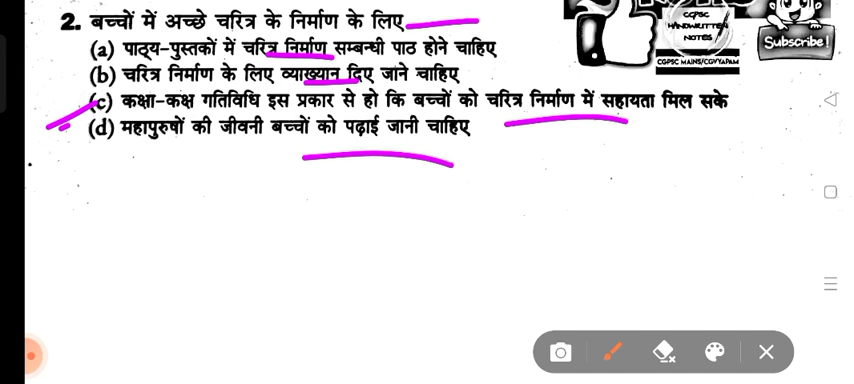 2. बच्चों में अच्छे चरित्र के निर्माण के लिए
(a) पाठ्य-पुस्तकों में चरित्र निर्माण सम्बन्धी पाठ होने चाहिए
(b) चरित्र निर्माण के लिए व्याख्यान दिए जाने चाहिए
(c) कक्षा-कक्ष गतिविधि इस प्रकार से हो कि बच्चों को चरित्र निर्माण में सहायता मिल सके
(d) महापुरुषों की जीवनी बच्चों को पढ़ाई जानी चाहिए
CGPSC
HANDWRITTEN
NOTES
CGPSC MAINS/CGVYAPAM
Subscribe!